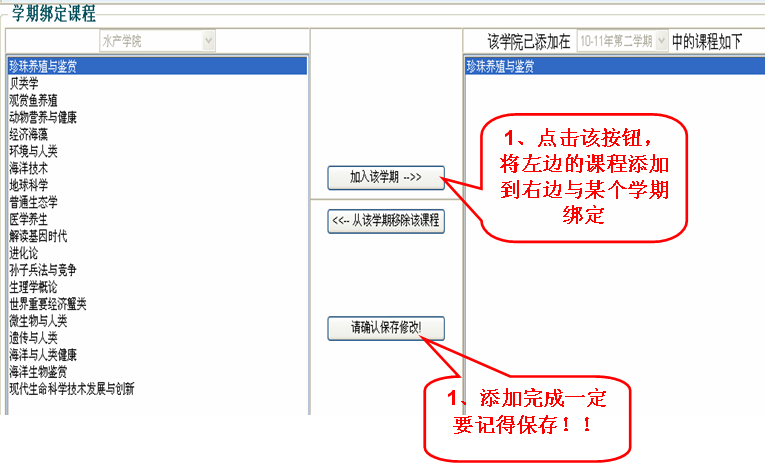 学期绑定课程
水产学院
该学院已添加在 10-11年第二学期 中的课程如下
珍珠养殖与鉴赏
贝类学
观赏鱼养殖
动物营养与健康
经济海藻
环境与人类
海洋技术
地球科学
普通生态学
医学养生
解读基因时代
进化论
孙子兵法与竞争
生理学概论
世界重要经济蟹类
微生物与人类
遗传与人类
海洋与人类健康
海洋生物鉴赏
现代生命科学技术发展与创新
加入该学期 -->>
<<-- 从该学期移除该课程
请确认保存修改!
珍珠养殖与鉴赏
1、点击该按钮，
将左边的课程添加
到右边与某个学期
绑定
1、添加完成一定
要记得保存！！